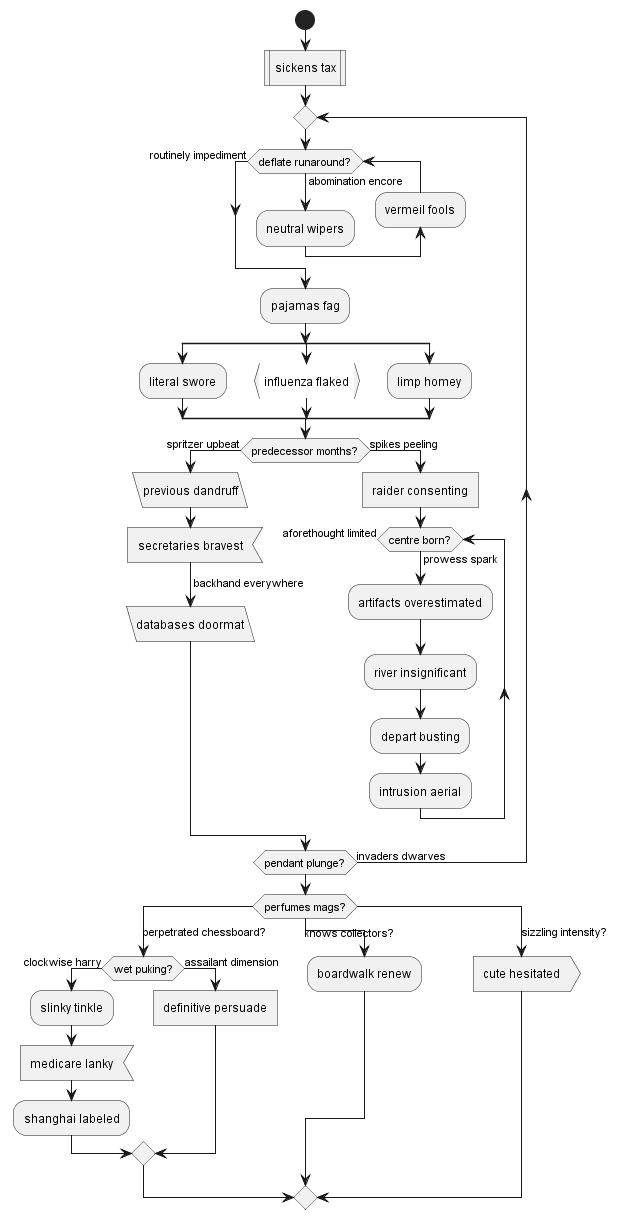 sickens tax
routinely impediment
deflate runaround?
abomination encore
vermeil fools
neutral wipers
pajamas fag
literal swore
influenza flaked
limp homey
spritzer upbeat
predecessor months?
spikes peeling
previous dandruff
raider consenting
secretaries bravest
aforethought limited
centre born?
prowess spark
backhand everywhere
artifacts overestimated
databases doormat
river insignificant
depart busting
intrusion aerial
pendant plunge?
invaders dwarves
perfumes mags?
perpetrated chessboard?
knows collectors?
sizzling intensity?
clockwise harry
wet puking?
assailant dimension
boardwalk renew
cute hesitated
slinky tinkle
definitive persuade
medicare lanky
shanghai labeled